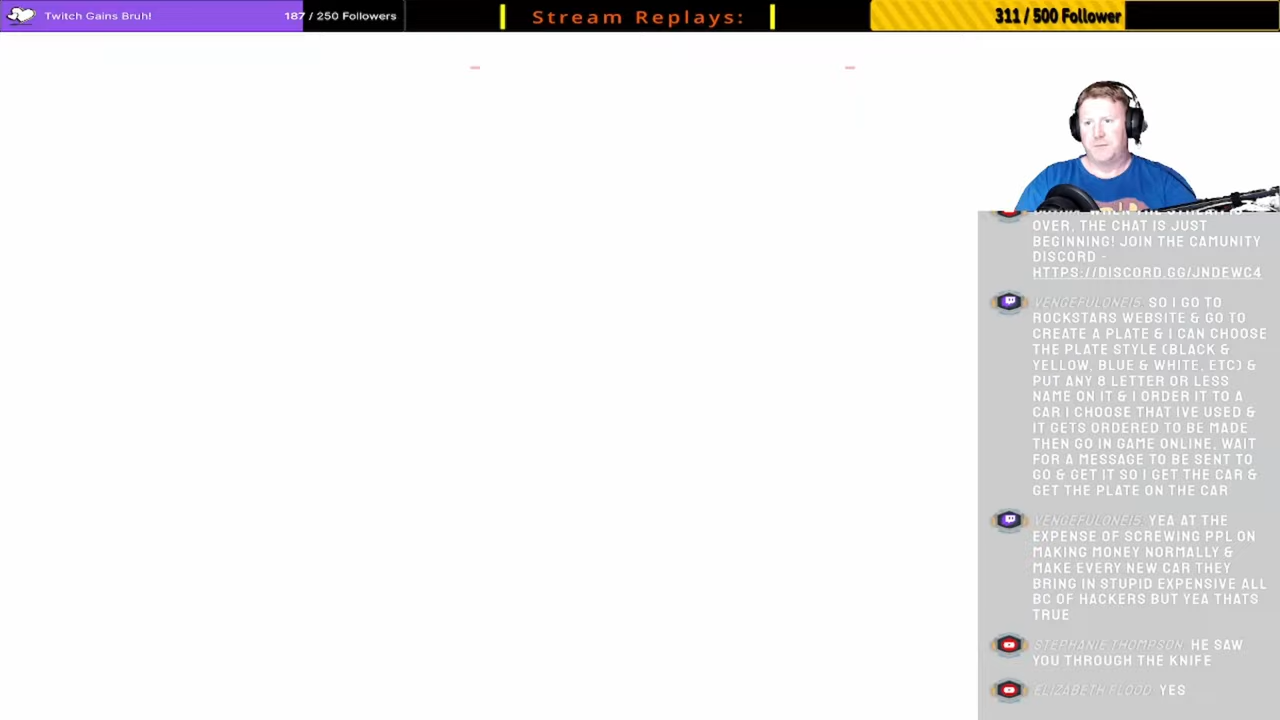 Twitch Gains Bruh!
187 / 250 Followers
Stream Replays:
311 / 500 Follower
OVER, THE CHAT IS JUST
BEGINNING! JOIN THE CAMUNITY
DISCORD -
HTTPS://DISCORD.GG/JNDEWC4
VENGEFULONE15: SO I GO TO
ROCKSTARS WEBSITE & GO TO
CREATE A PLATE & I CAN CHOOSE
THE PLATE STYLE (BLACK &
YELLOW, BLUE & WHITE, ETC) &
PUT ANY 8 LETTER OR LESS
NAME ON IT & I ORDER IT TO A
CAR I CHOOSE THAT IVE USED &
IT GETS ORDERED TO BE MADE
THEN GO IN GAME ONLINE, WAIT
FOR A MESSAGE TO BE SENT TO
GO & GET IT SO I GET THE CAR &
GET THE PLATE ON THE CAR
VENGEFULONE15: YEA AT THE
EXPENSE OF SCREWING PPL ON
MAKING MONEY NORMALLY &
MAKE EVERY NEW CAR THEY
BRING IN STUPID EXPENSIVE ALL
BC OF HACKERS BUT YEA THATS
TRUE
STEPHANIE THOMPSON: HE SAW
YOU THROUGH THE KNIFE
ELIZABETH FLOOD: YES